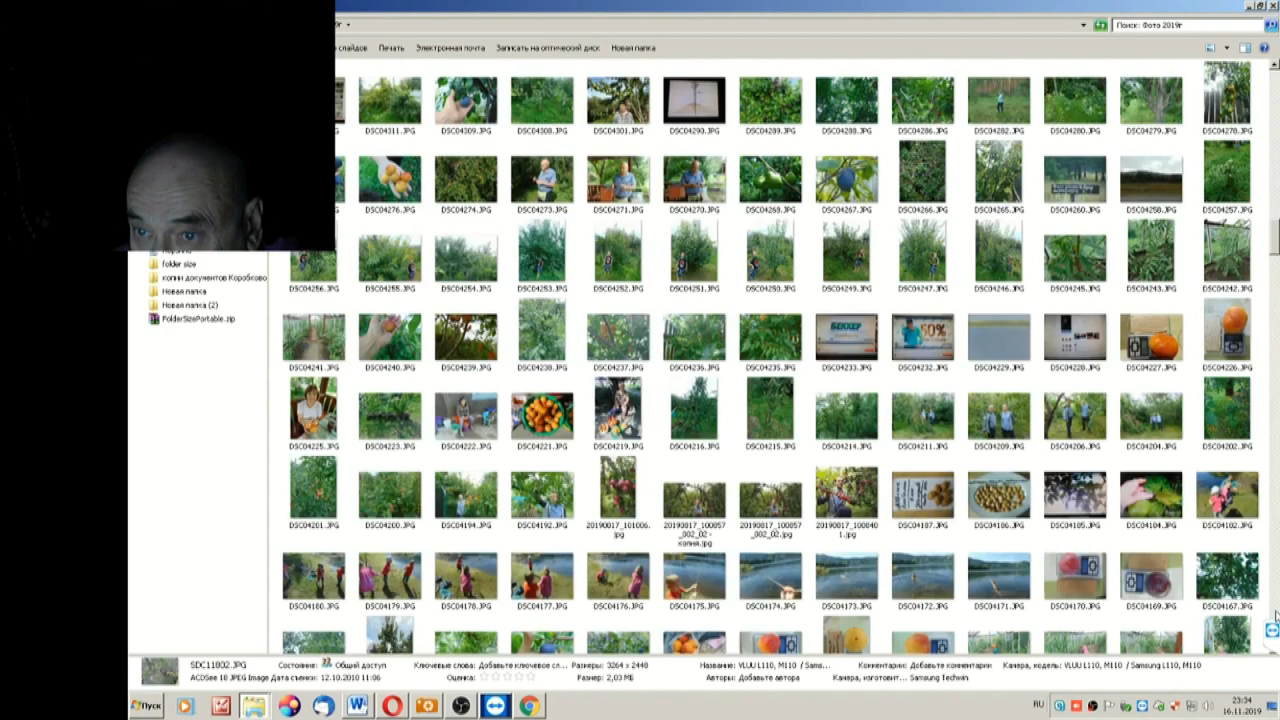 9г
Поиск: Фото 2019г
слайдов Печать Электронная почта Записать на оптический диск Новая папка
DSC04311.JPG DSC04309.JPG DSC04308.JPG DSC04301.JPG DSC04290.JPG DSC04289.JPG DSC04288.JPG DSC04286.JPG DSC04282.JPG DSC04280.JPG DSC04279.JPG DSC04278.JPG
DSC04276.JPG DSC04274.JPG DSC04273.JPG DSC04271.JPG DSC04270.JPG DSC04268.JPG DSC04267.JPG DSC04266.JPG DSC04265.JPG DSC04260.JPG DSC04258.JPG DSC04257.JPG
folder size
копии документов Коробково
Новая папка
Новая папка (2)
FolderSizePortable.zip
DSC04256.JPG DSC04255.JPG DSC04254.JPG DSC04253.JPG DSC04252.JPG DSC04251.JPG DSC04250.JPG DSC04249.JPG DSC04247.JPG DSC04246.JPG DSC04245.JPG DSC04243.JPG DSC04242.JPG
БЕККЕР
50%
DSC04241.JPG DSC04240.JPG DSC04239.JPG DSC04238.JPG DSC04237.JPG DSC04236.JPG DSC04235.JPG DSC04233.JPG DSC04232.JPG DSC04229.JPG DSC04228.JPG DSC04227.JPG DSC04226.JPG
DSC04225.JPG DSC04223.JPG DSC04222.JPG DSC04221.JPG DSC04219.JPG DSC04216.JPG DSC04215.JPG DSC04214.JPG DSC04211.JPG DSC04209.JPG DSC04206.JPG DSC04204.JPG DSC04202.JPG
DSC04201.JPG DSC04200.JPG DSC04194.JPG DSC04192.JPG 20190817_101006.jpg 20190817_100857_002_02 - копия.jpg 20190817_100857_002_02.jpg 20190817_1008401.jpg DSC04187.JPG DSC04186.JPG DSC04185.JPG DSC04184.JPG DSC04182.JPG
DSC04180.JPG DSC04179.JPG DSC04178.JPG DSC04177.JPG DSC04176.JPG DSC04175.JPG DSC04174.JPG DSC04173.JPG DSC04172.JPG DSC04171.JPG DSC04170.JPG DSC04169.JPG DSC04167.JPG
SDC11802.JPG Состояние: Общий доступ Ключевые слова: Добавьте ключевое сл... Размеры: 3264 x 2448 Название: VLUU L110, M110 / Sams... Комментарии: Добавьте комментарии Камера, модель: VLUU L110, M110 / Samsung L110, M110
ACDSee 18 JPEG Image Дата съемки: 12.10.2010 11:06 Оценка: Размер: 2,03 МБ Авторы: Добавьте автора Камера, изготовит... Samsung Techwin
Пуск
RU
23:34
16.11.2019